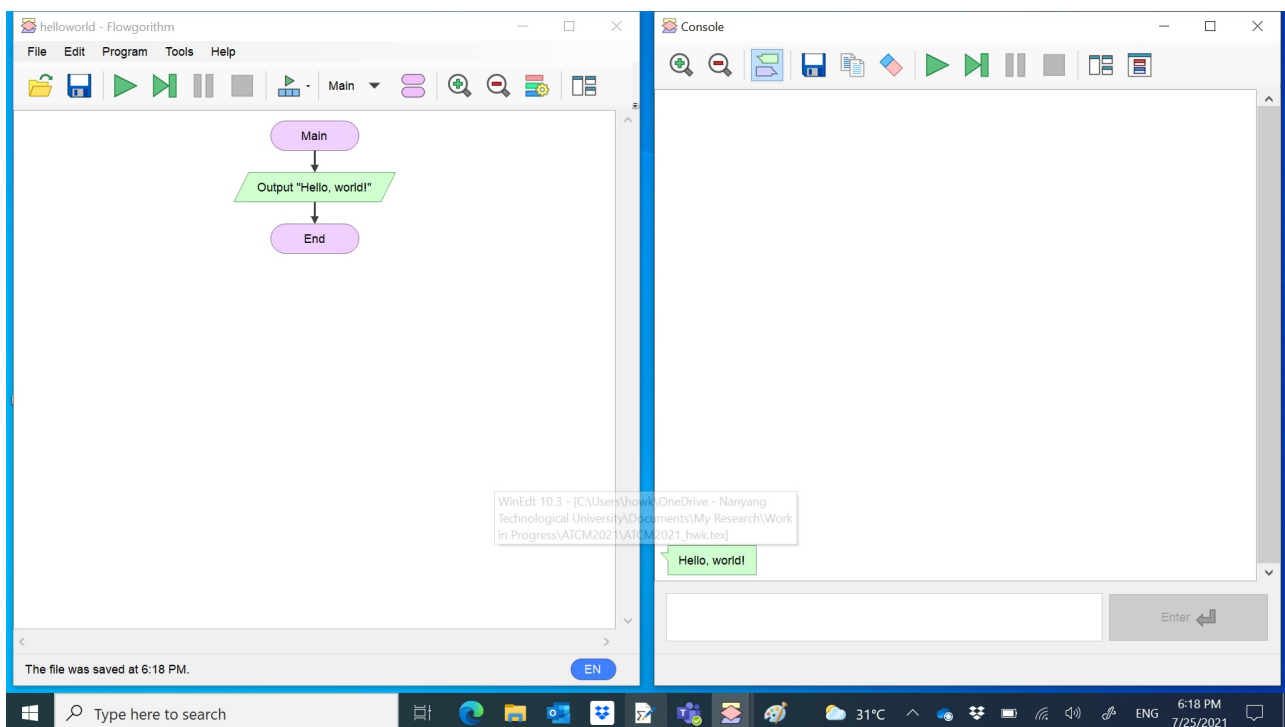 helloworld - Flowgorithm
File Edit Program Tools Help
Main
Main
Output "Hello, world!"
End
The file was saved at 6:18 PM.
EN
Console
WinEdt 10.3 - [C:\Users\howk\OneDrive - Nanyang
Technological University\Documents\My Research\Work
in Progress\ATCM2021\ATCM2021_hwk.tex]
Hello, world!
Enter
Type here to search
31°C
ENG
6:18 PM
7/25/2021